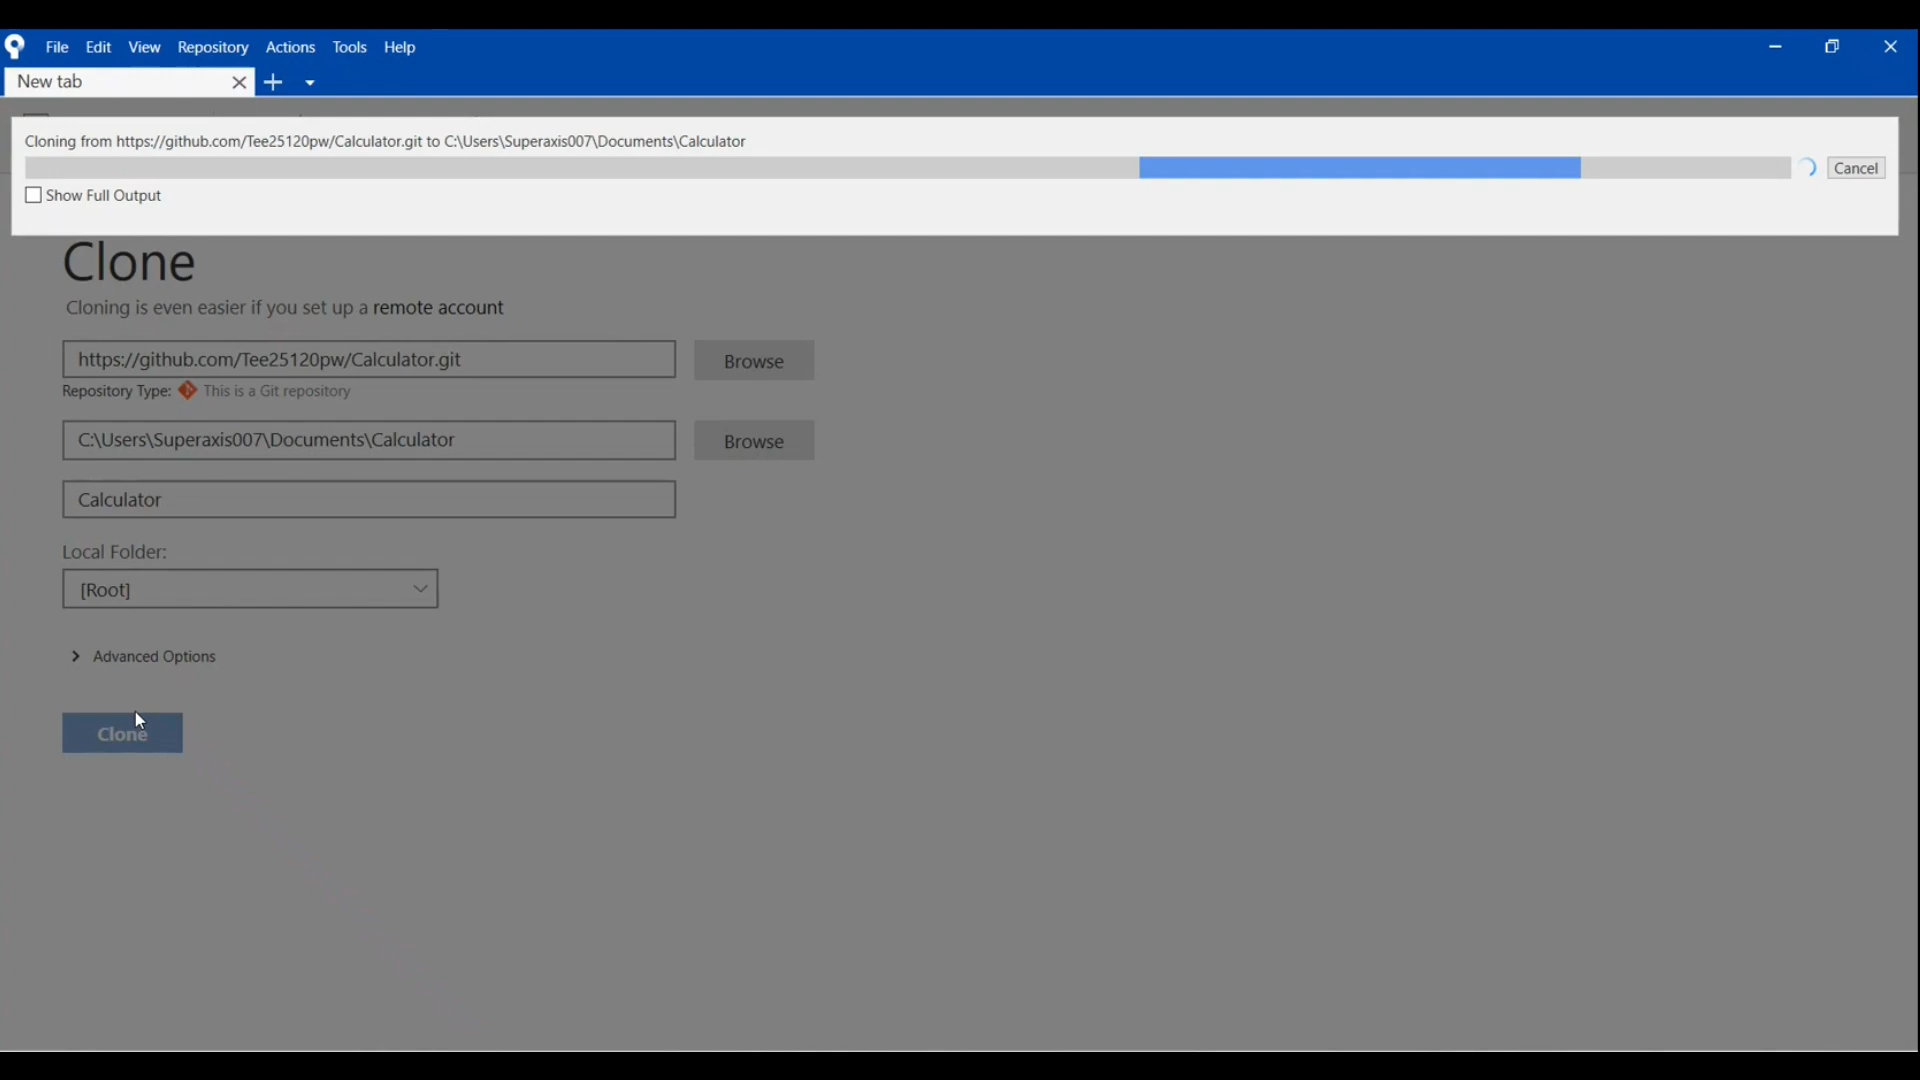 File Edit View Repository Actions Tools Help
New tab
Cloning from https://github.com/Tee25120pw/Calculator.git to C:\Users\Superaxis007\Documents\Calculator
Cancel
Show Full Output
Clone
Cloning is even easier if you set up a remote account
https://github.com/Tee25120pw/Calculator.git
Browse
Repository Type: This is a Git repository
C:\Users\Superaxis007\Documents\Calculator
Browse
Calculator
Local Folder:
[Root]
Advanced Options
Clone